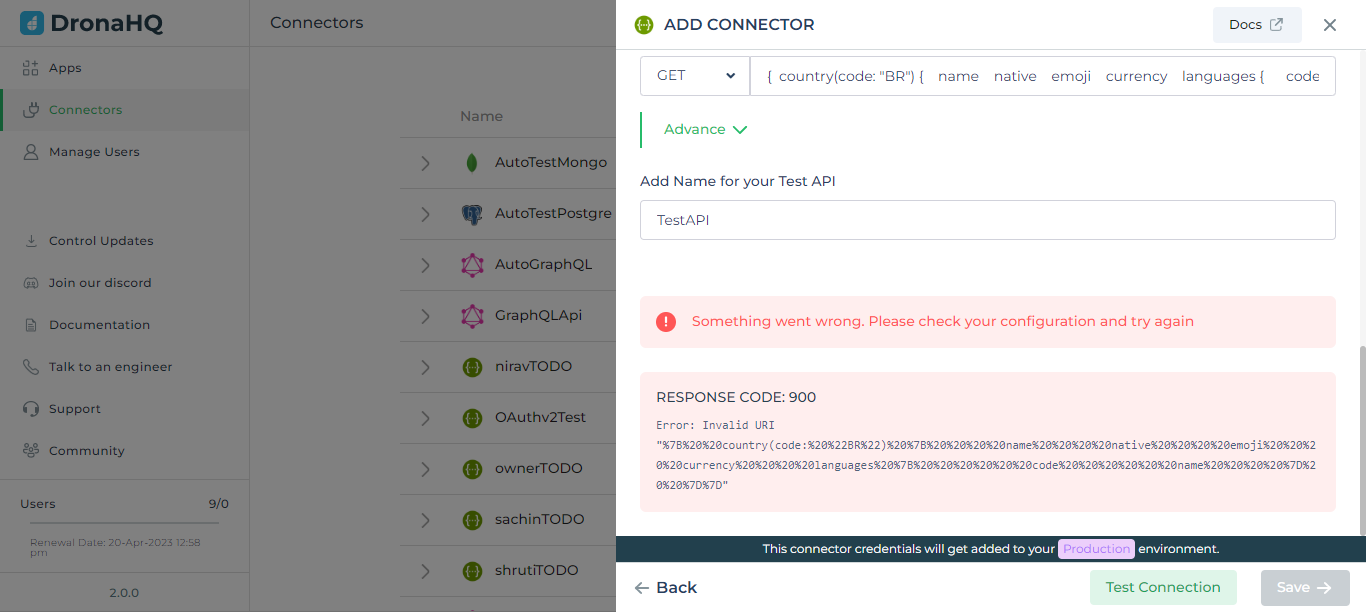 DronaHQ
Connectors
ADD CONNECTOR
Docs
Apps
Connectors
Manage Users
Control Updates
Join our discord
Documentation
Talk to an engineer
Support
Community
Users 9/0
Renewal Date: 20-Apr-2023 12:58
pm
2.0.0
Name
AutoTestMongo
AutoTestPostgre
AutoGraphQL
GraphQLApi
niravTODO
OAuthv2Test
ownerTODO
sachinTODO
shrutiTODO
GET
{ country(code: "BR") { name native emoji currency languages { code
Advance
Add Name for your Test API
TestAPI
Something went wrong. Please check your configuration and try again
RESPONSE CODE: 900
Error: Invalid URI
"%7B%20%20country(code:%20%22BR%22)%20%7B%20%20%20%20name%20%20%20%20native%20%20%20%20emoji%20%20%2
0%20currency%20%20%20%20languages%20%7B%20%20%20%20%20%20code%20%20%20%20%20%20name%20%20%20%20%7D%2
0%20%7D%7D"
This connector credentials will get added to your Production environment.
Back
Test Connection
Save